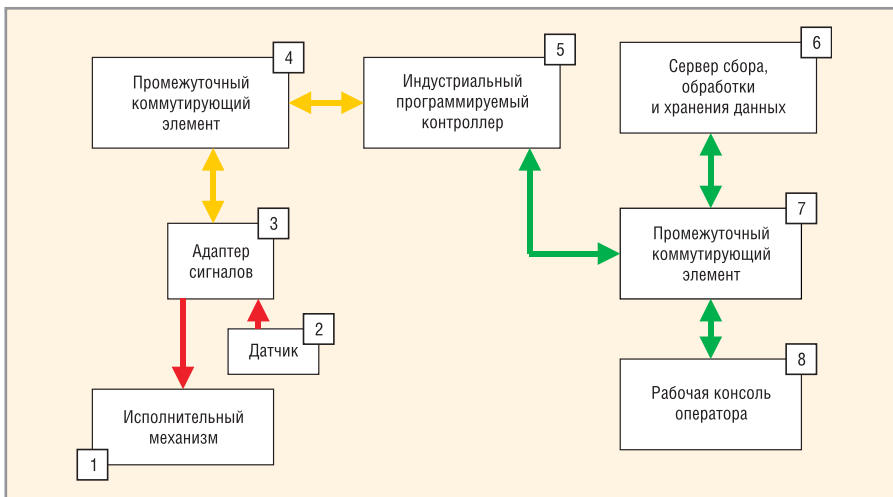 4
Промежуточный
коммутирующий
элемент
5
Индустриальный
программируемый
контроллер
6
Сервер сбора,
обработки
и хранения данных
3
Адаптер
сигналов
7
Промежуточный
коммутирующий
элемент
2
Датчик
8
Рабочая консоль
оператора
Исполнительный
механизм
1